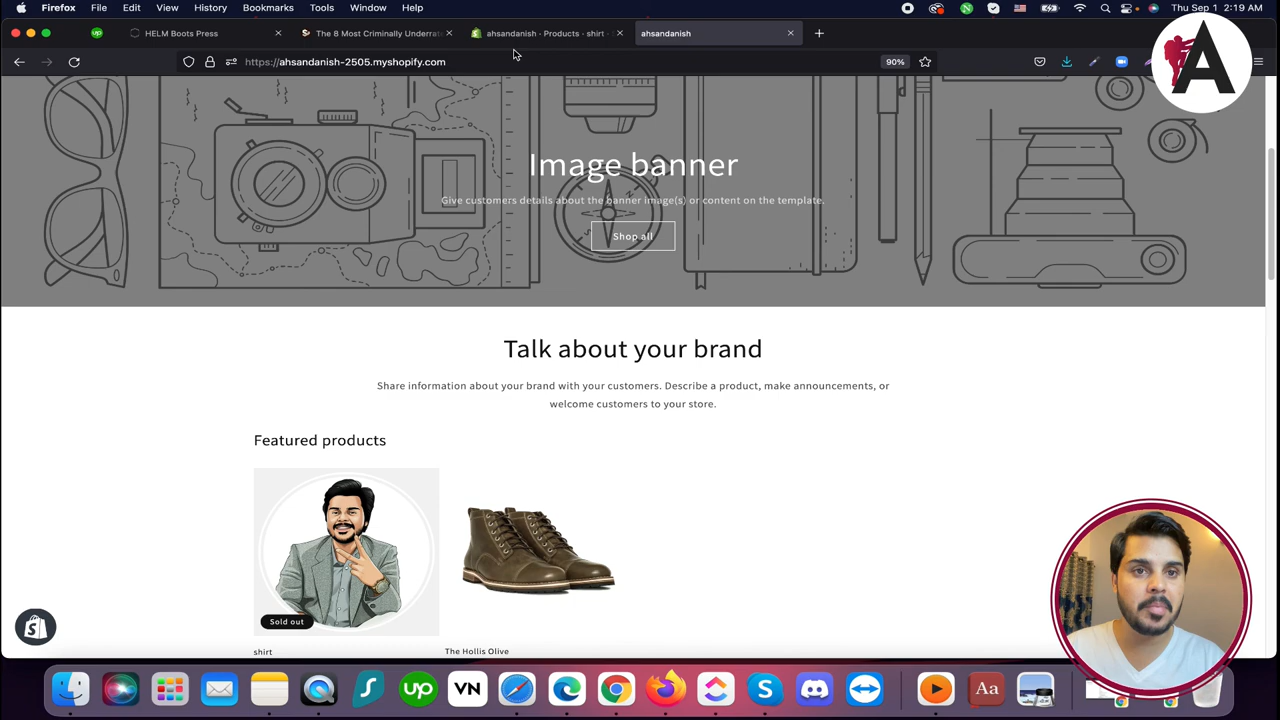 Firefox File Edit View History Bookmarks Tools Window Help Thu Sep 1 2:19 AM
HELM Boots Press
The 8 Most Criminally Underrat
ahsandanish · Products · shirt ·
ahsandanish
https://ahsandanish-2505.myshopify.com
90%
A
Image banner
Give customers details about the banner image(s) or content on the template.
Shop all
Talk about your brand
Share information about your brand with your customers. Describe a product, make announcements, or
welcome customers to your store.
Featured products
Sold out
shirt
The Hollis Olive
up
VN
up
S
Aa